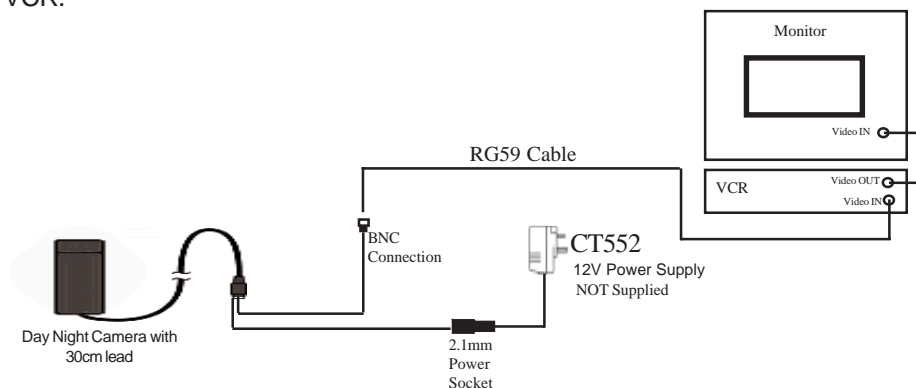 VCR.
Monitor
Video IN
RG59 Cable
VCR
Video OUT
Video IN
BNC
Connection
CT552
12V Power Supply
NOT Supplied
Day Night Camera with
30cm lead
2.1mm
Power
Socket